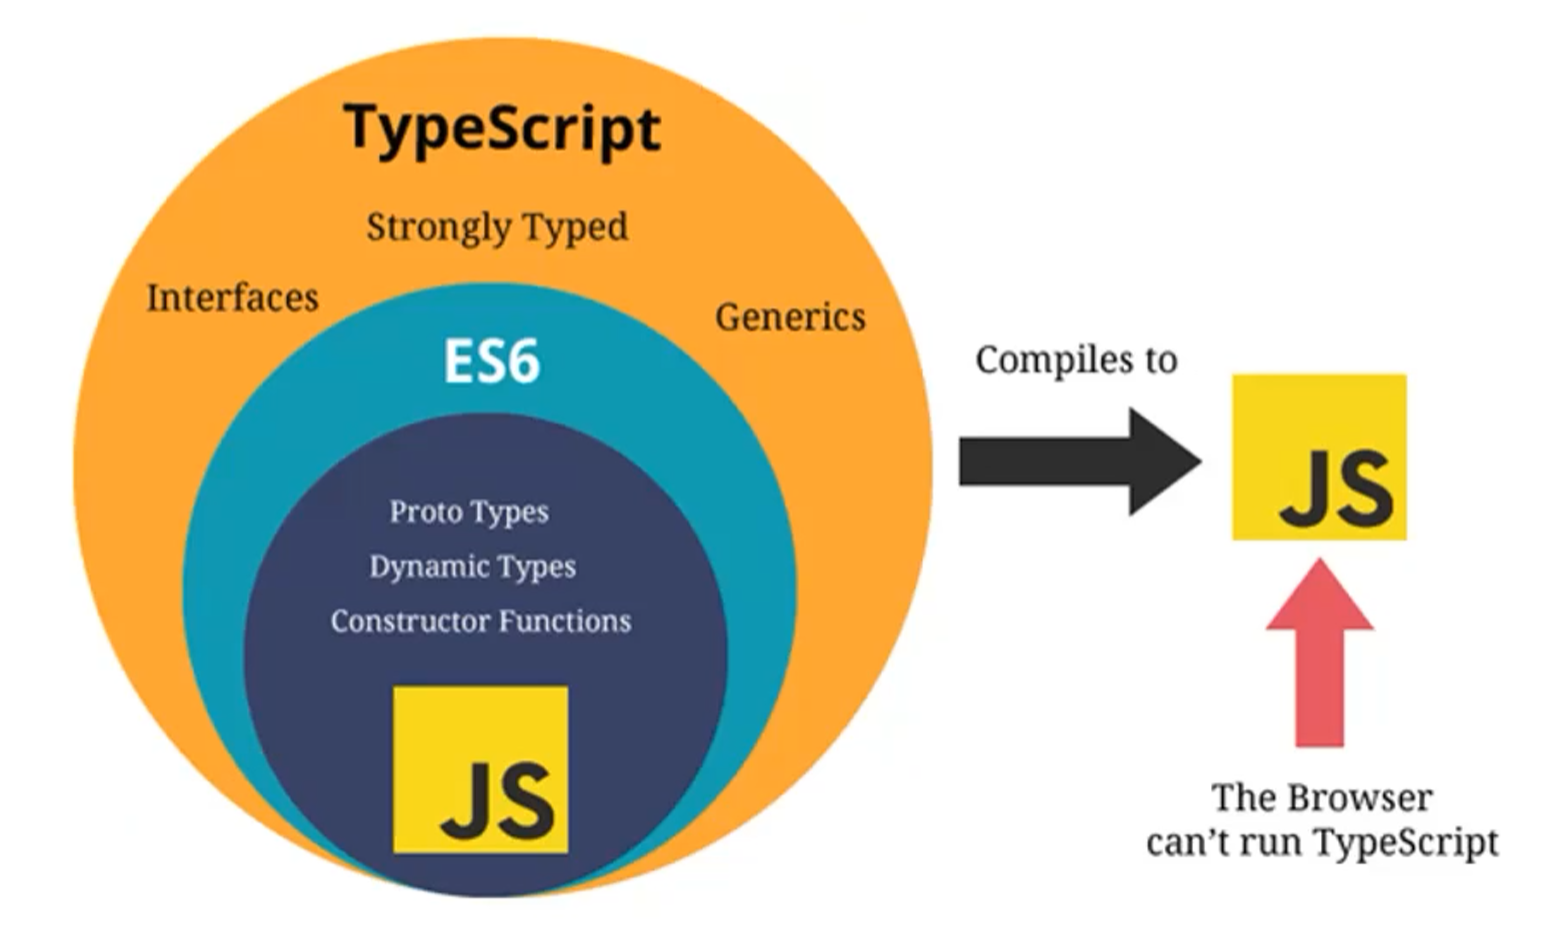 TypeScript
Strongly Typed
Interfaces
Generics
ES6
Proto Types
Dynamic Types
Constructor Functions
JS
Compiles to
JS
The Browser
can’t run TypeScript